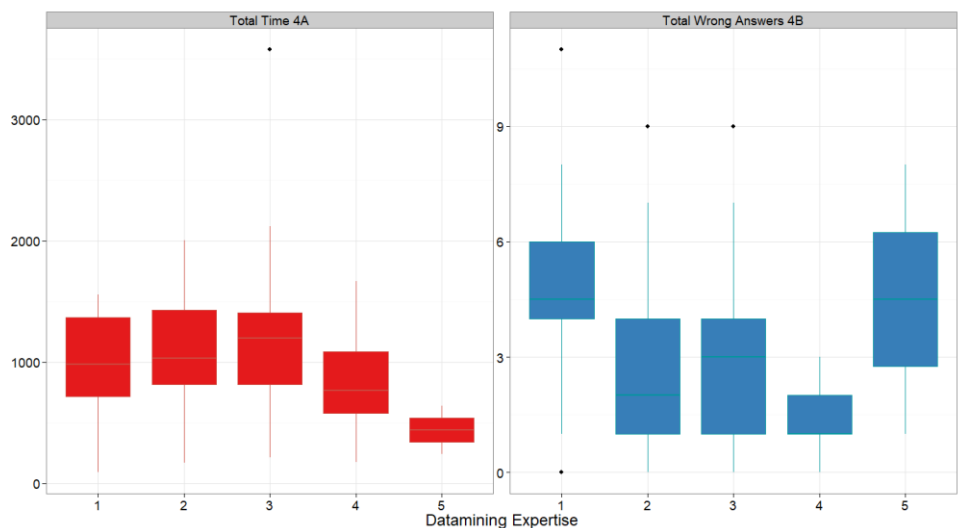 Total Time 4A
Total Wrong Answers 4B
3000
2000
1000
0
9
6
3
0
1 2 3 4 5
1 2 3 4 5
Datamining Expertise